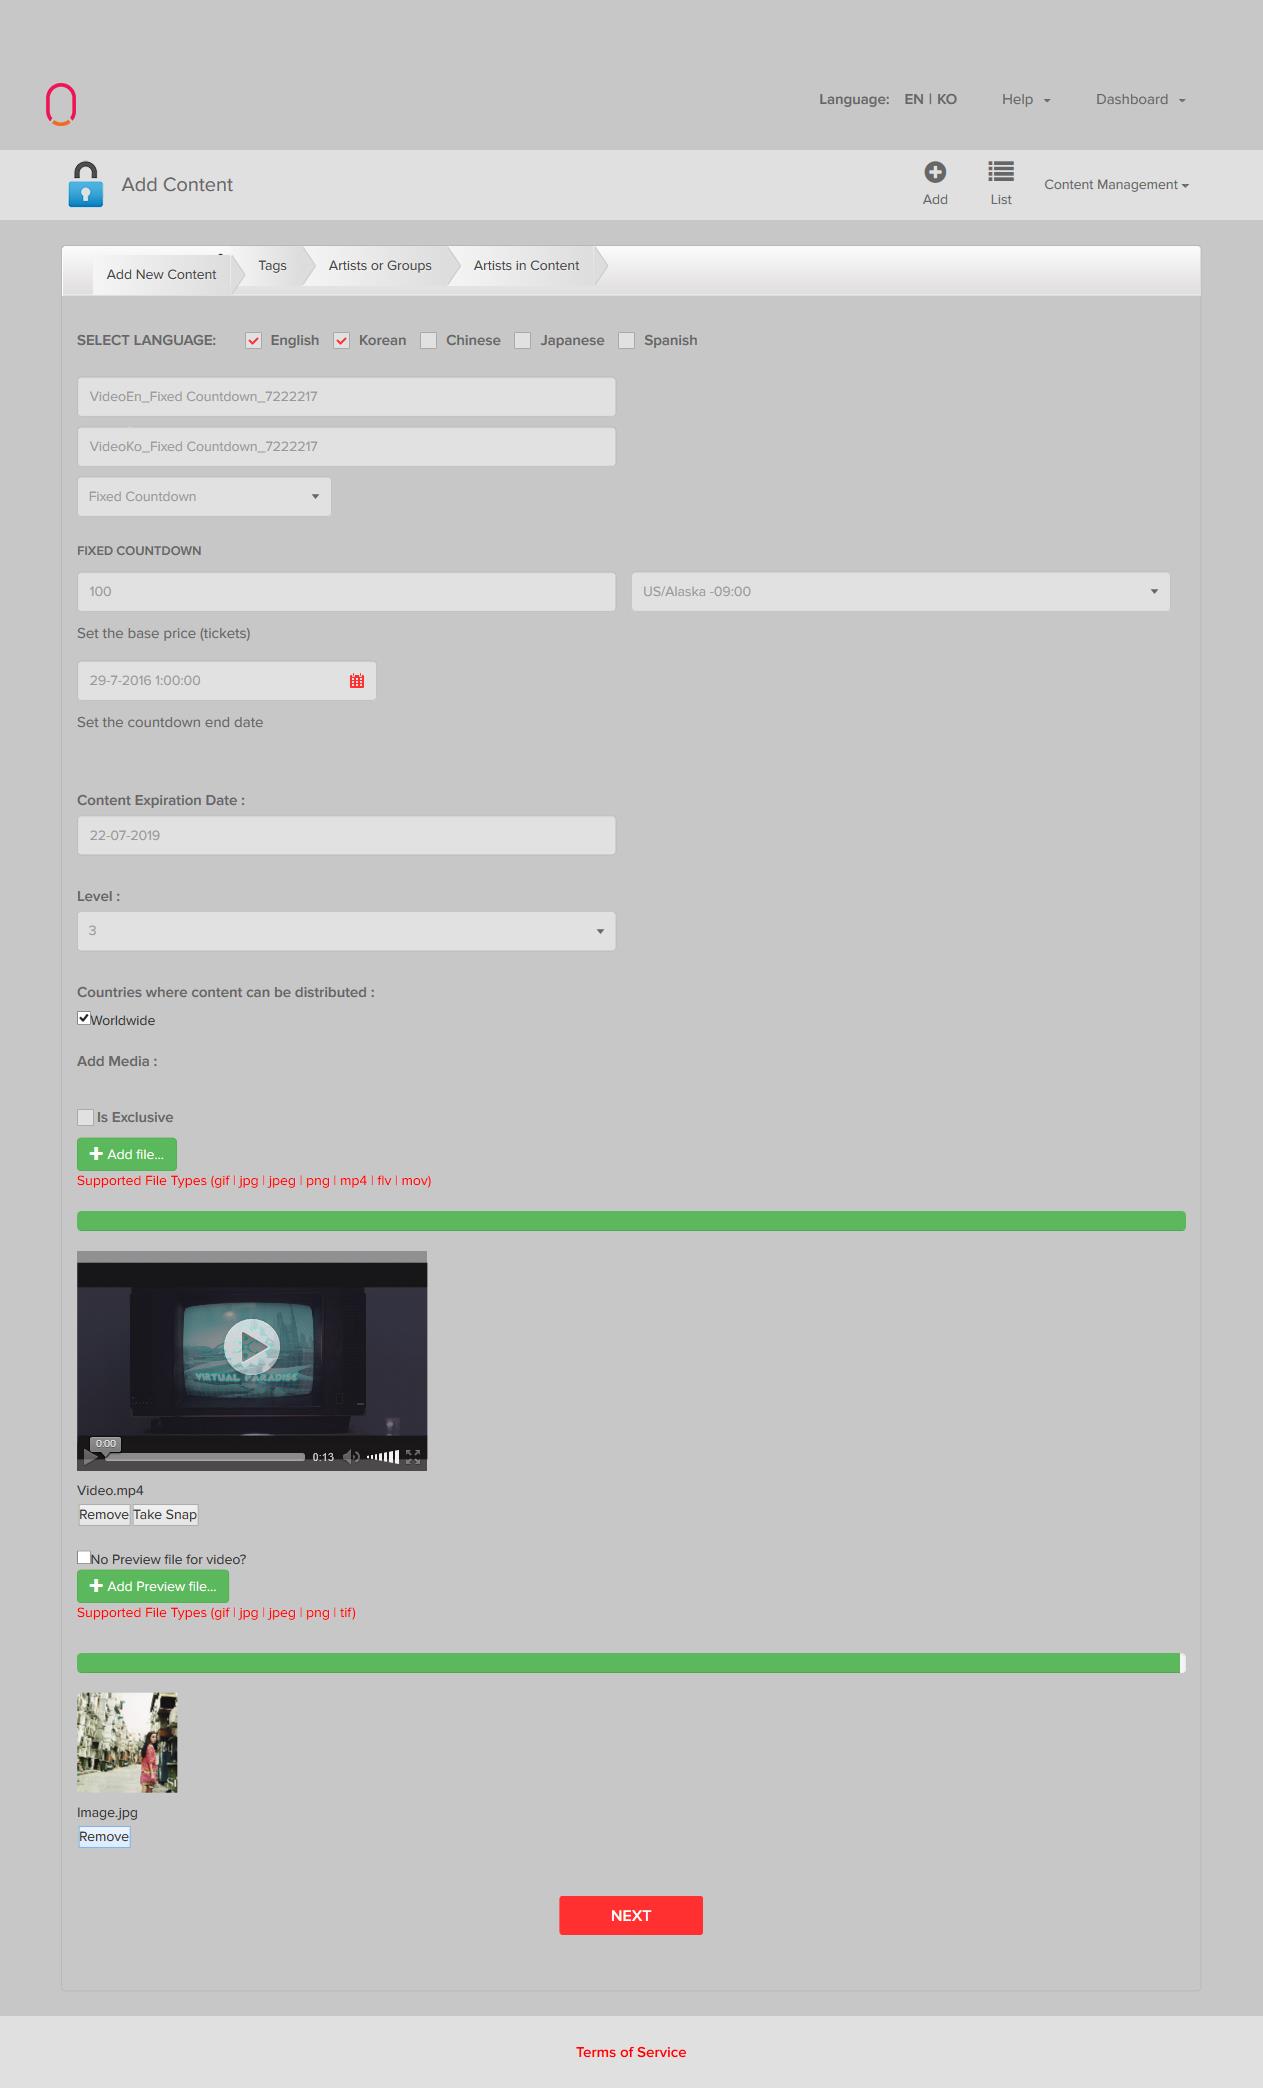 Language: EN | KO Help Dashboard
Add Content
Add List Content Management
Add New Content Tags Artists or Groups Artists in Content
SELECT LANGUAGE: English Korean Chinese Japanese Spanish
VideoEn_Fixed Countdown_7222217
VideoKo_Fixed Countdown_7222217
Fixed Countdown
FIXED COUNTDOWN
100 US/Alaska -09:00
Set the base price (tickets)
29-7-2016 1:00:00
Set the countdown end date
Content Expiration Date :
22-07-2019
Level :
3
Countries where content can be distributed :
Worldwide
Add Media :
Is Exclusive
Add file...
Supported File Types (gif | jpg | jpeg | png | mp4 | flv | mov)
VIRTUAL PARADISE
0:00
0:13
Video.mp4
Remove Take Snap
No Preview file for video?
Add Preview file...
Supported File Types (gif | jpg | jpeg | png | tif)
Image.jpg
Remove
NEXT
Terms of Service